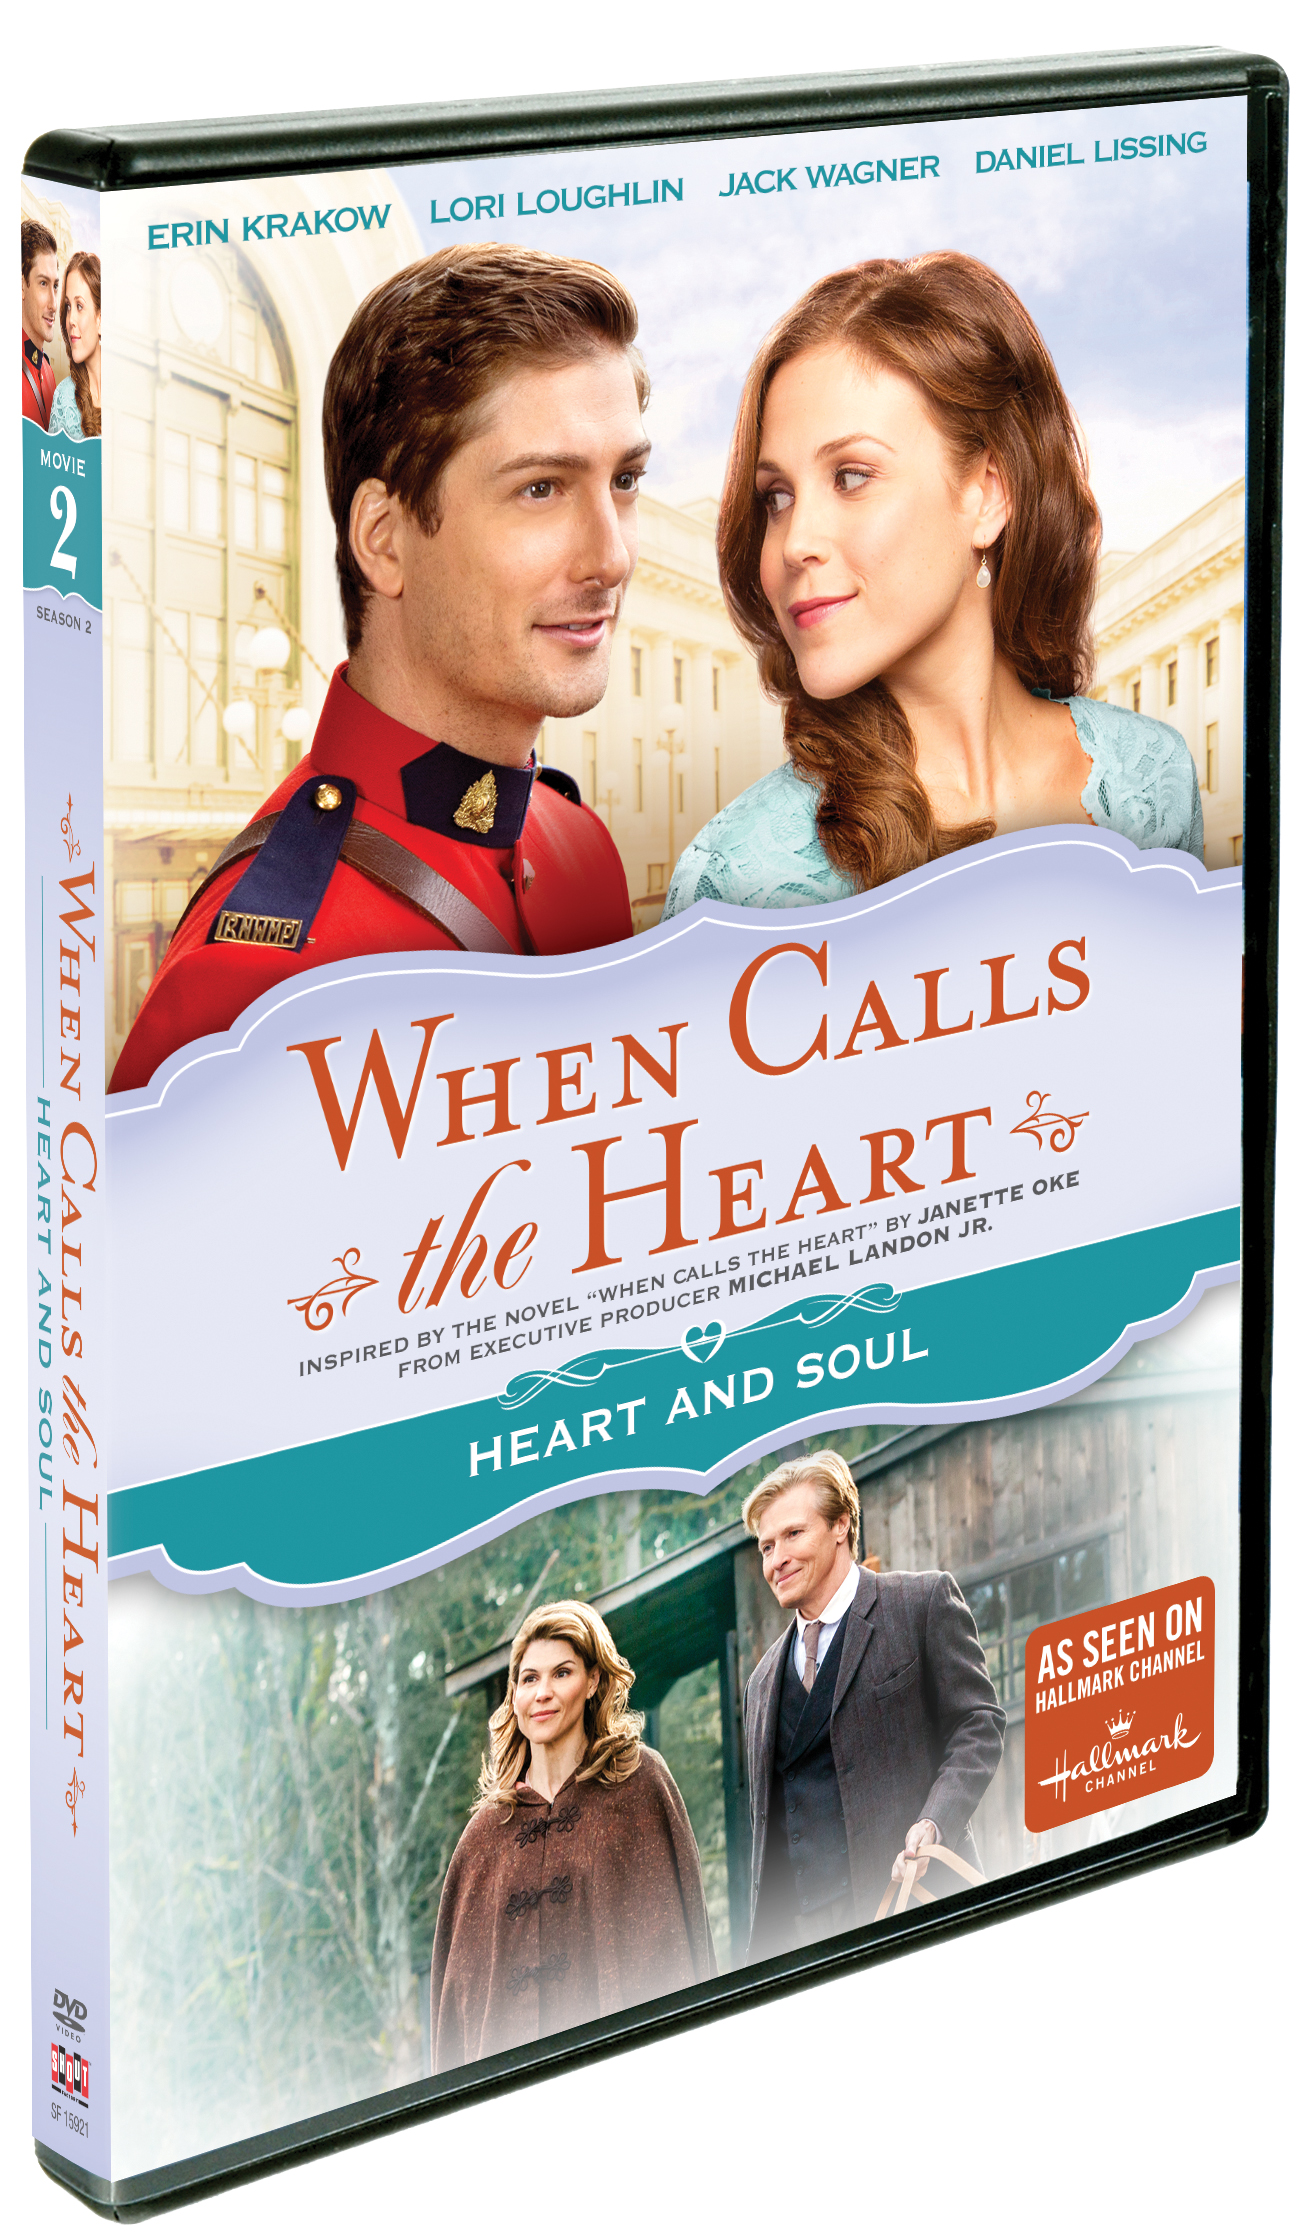 ERIN KRAKOW LORI LOUGHLIN JACK WAGNER DANIEL LISSING
R.N.W.M.P
WHEN CALLS
the HEART
INSPIRED BY THE NOVEL “WHEN CALLS THE HEART” BY JANETTE OKE
FROM EXECUTIVE PRODUCER MICHAEL LANDON JR.
HEART AND SOUL
AS SEEN ON
HALLMARK CHANNEL
Hallmark
CHANNEL
MOVIE
2
SEASON 2
WHEN CALLS the HEART
HEART AND SOUL
DVD
VIDEO
SHOUT
FACTORY
SF 15921